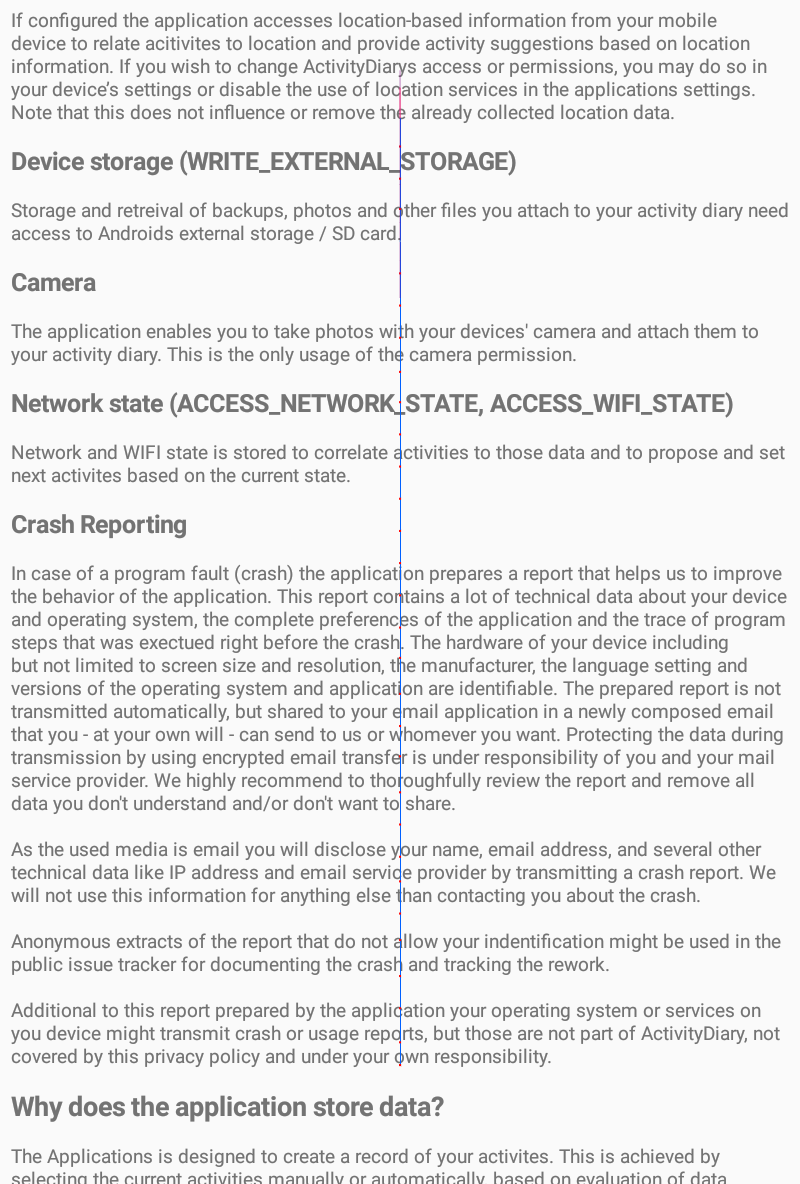 If configured the application accesses location-based information from your mobile
device to relate acitivites to location and provide activity suggestions based on location
information. If you wish to change ActivityDiarys access or permissions, you may do so in
your device’s settings or disable the use of location services in the applications settings.
Note that this does not influence or remove the already collected location data.
Device storage (WRITE_EXTERNAL_STORAGE)
Storage and retreival of backups, photos and other files you attach to your activity diary need
access to Androids external storage / SD card.
Camera
The application enables you to take photos with your devices' camera and attach them to
your activity diary. This is the only usage of the camera permission.
Network state (ACCESS_NETWORK_STATE, ACCESS_WIFI_STATE)
Network and WIFI state is stored to correlate activities to those data and to propose and set
next activites based on the current state.
Crash Reporting
In case of a program fault (crash) the application prepares a report that helps us to improve
the behavior of the application. This report contains a lot of technical data about your device
and operating system, the complete preferences of the application and the trace of program
steps that was exectued right before the crash. The hardware of your device including
but not limited to screen size and resolution, the manufacturer, the language setting and
versions of the operating system and application are identifiable. The prepared report is not
transmitted automatically, but shared to your email application in a newly composed email
that you - at your own will - can send to us or whomever you want. Protecting the data during
transmission by using encrypted email transfer is under responsibility of you and your mail
service provider. We highly recommend to thoroughfully review the report and remove all
data you don't understand and/or don't want to share.
As the used media is email you will disclose your name, email address, and several other
technical data like IP address and email service provider by transmitting a crash report. We
will not use this information for anything else than contacting you about the crash.
Anonymous extracts of the report that do not allow your indentification might be used in the
public issue tracker for documenting the crash and tracking the rework.
Additional to this report prepared by the application your operating system or services on
you device might transmit crash or usage reports, but those are not part of ActivityDiary, not
covered by this privacy policy and under your own responsibility.
Why does the application store data?
The Applications is designed to create a record of your activites. This is achieved by
selecting the current activities manually or automatically, based on evaluation of data